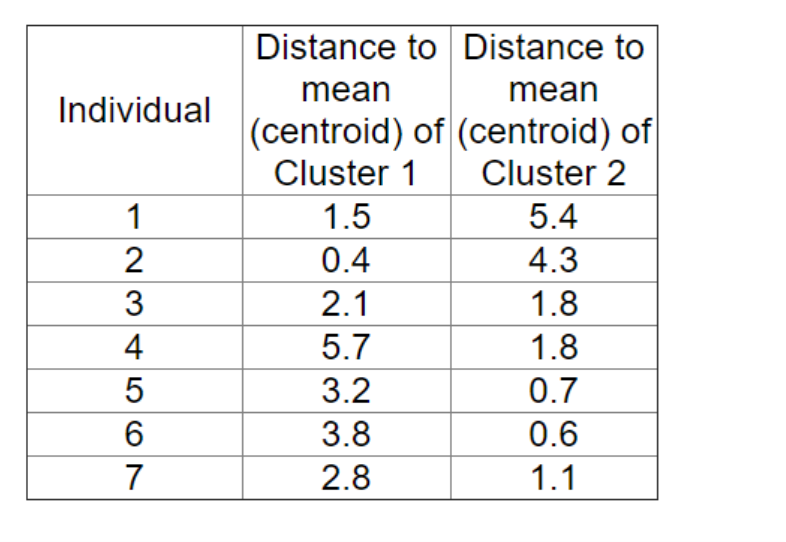 Individual
Distance to
mean
(centroid) of
Cluster 1
Distance to
mean
(centroid) of
Cluster 2
1 1.5 5.4
2 0.4 4.3
3 2.1 1.8
4 5.7 1.8
5 3.2 0.7
6 3.8 0.6
7 2.8 1.1